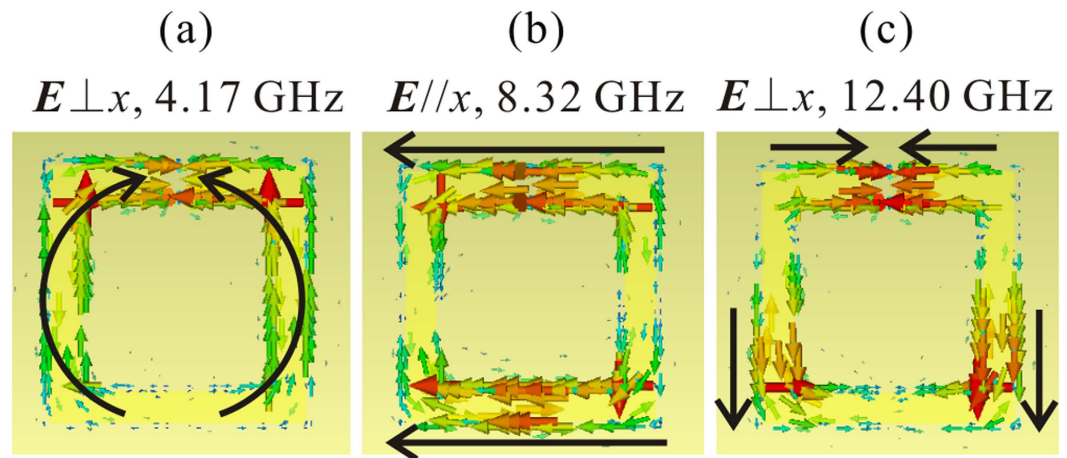 (a) (b) (c)
E⊥x, 4.17 GHz E//x, 8.32 GHz E⊥x, 12.40 GHz